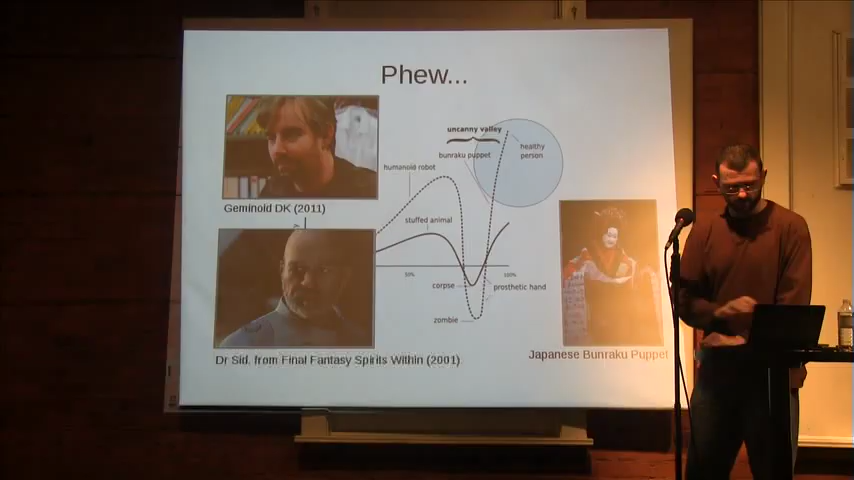 Phew...
uncanny valley
healthy
person
bunraku puppet
humanoid robot
Geminoid DK (2011)
stuffed animal
50%
100%
corpse
prosthetic hand
zombie
Dr Sid. from Final Fantasy Spirits Within (2001)
Japanese Bunraku Puppet